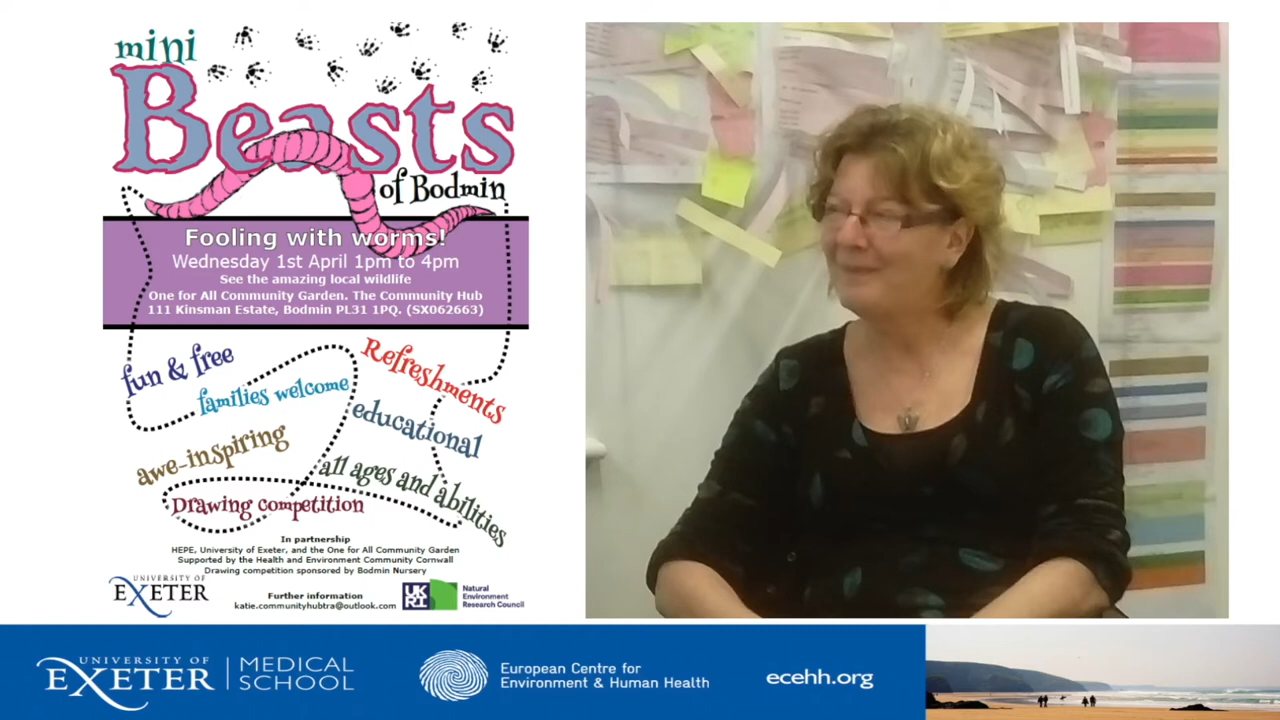 mini
Beasts
of Bodmin
Fooling with worms!
Wednesday 1st April 1pm to 4pm
See the amazing local wildlife
One for All Community Garden. The Community Hub
111 Kinsman Estate, Bodmin PL31 1PQ. (SX062663)
fun & free
Refreshments
families welcome
educational
awe-inspiring
all ages and abilities
Drawing competition
In partnership
HEPE, University of Exeter, and the One for All Community Garden
Supported by the Health and Environment Community Cornwall
Drawing competition sponsored by Bodmin Nursery
UNIVERSITY OF
EXETER
Further information
katie.communityhubtra@outlook.com
UK
RI
Natural
Environment
Research Council
UNIVERSITY OF
EXETER
MEDICAL
SCHOOL
European Centre for
Environment & Human Health
ecehh.org